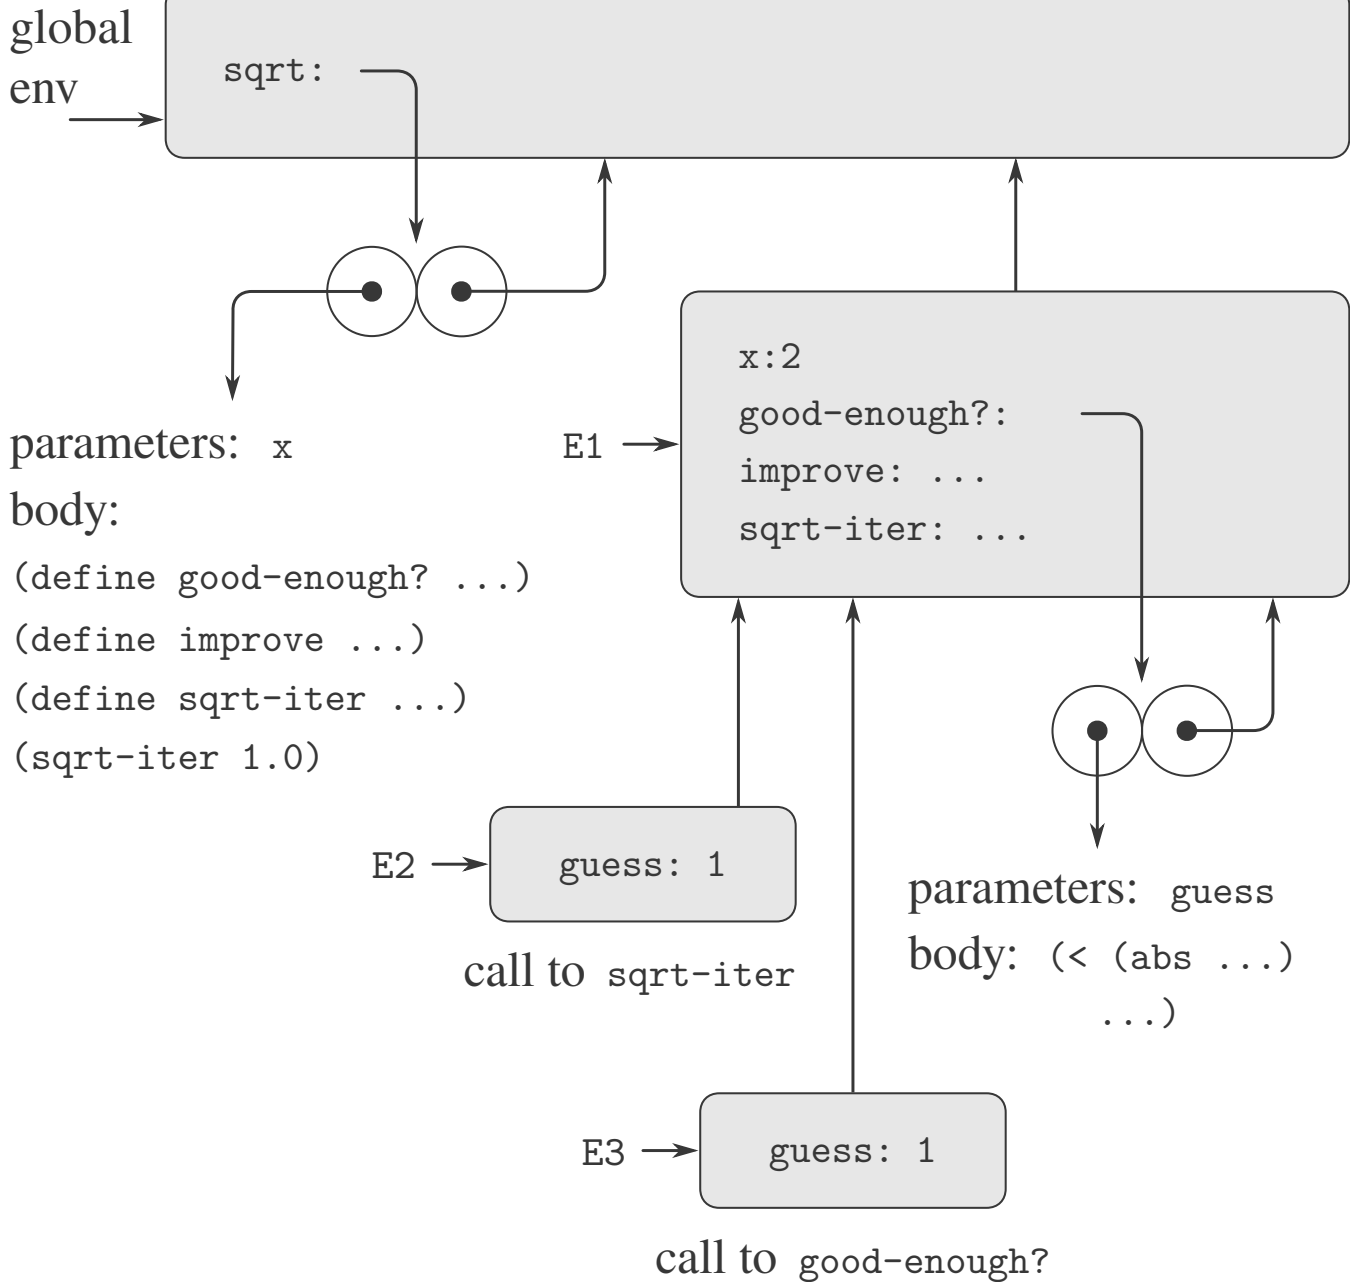 global
env
sqrt:
x:2
good-enough?:
improve: ...
sqrt-iter: ...
E1
parameters: x
body:
(define good-enough? ...)
(define improve ...)
(define sqrt-iter ...)
(sqrt-iter 1.0)
E2
guess: 1
call to sqrt-iter
parameters: guess
body: (< (abs ...)
...)
E3
guess: 1
call to good-enough?